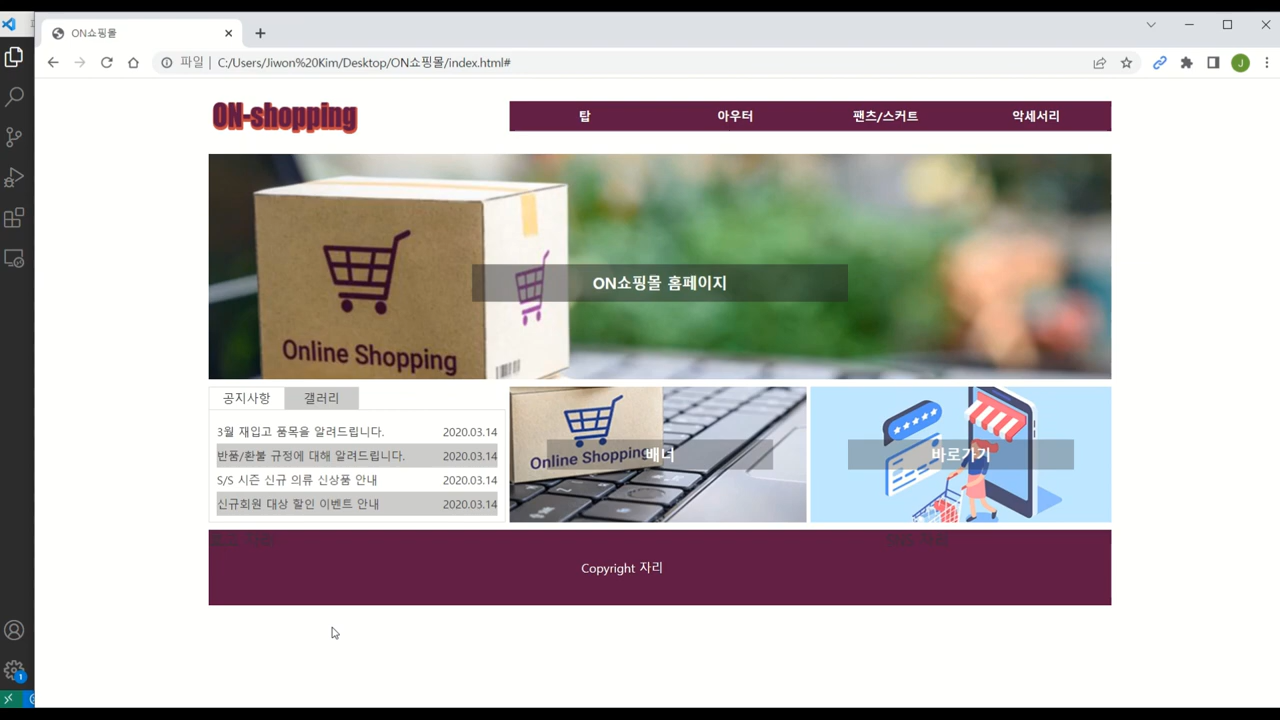 ON쇼핑몰
파일 | C:/Users/Jiwon%20Kim/Desktop/ON쇼핑몰/index.html#
J
ON-shopping
탑 아우터 팬츠/스커트 악세서리
ON쇼핑몰 홈페이지
Online Shopping
공지사항 갤러리
3월 재입고 품목을 알려드립니다. 2020.03.14
반품/환불 규정에 대해 알려드립니다. 2020.03.14
S/S 시즌 신규 의류 신상품 안내 2020.03.14
신규회원 대상 할인 이벤트 안내 2020.03.14
Online Shopping
배너
바로가기
Copyright 자리
1